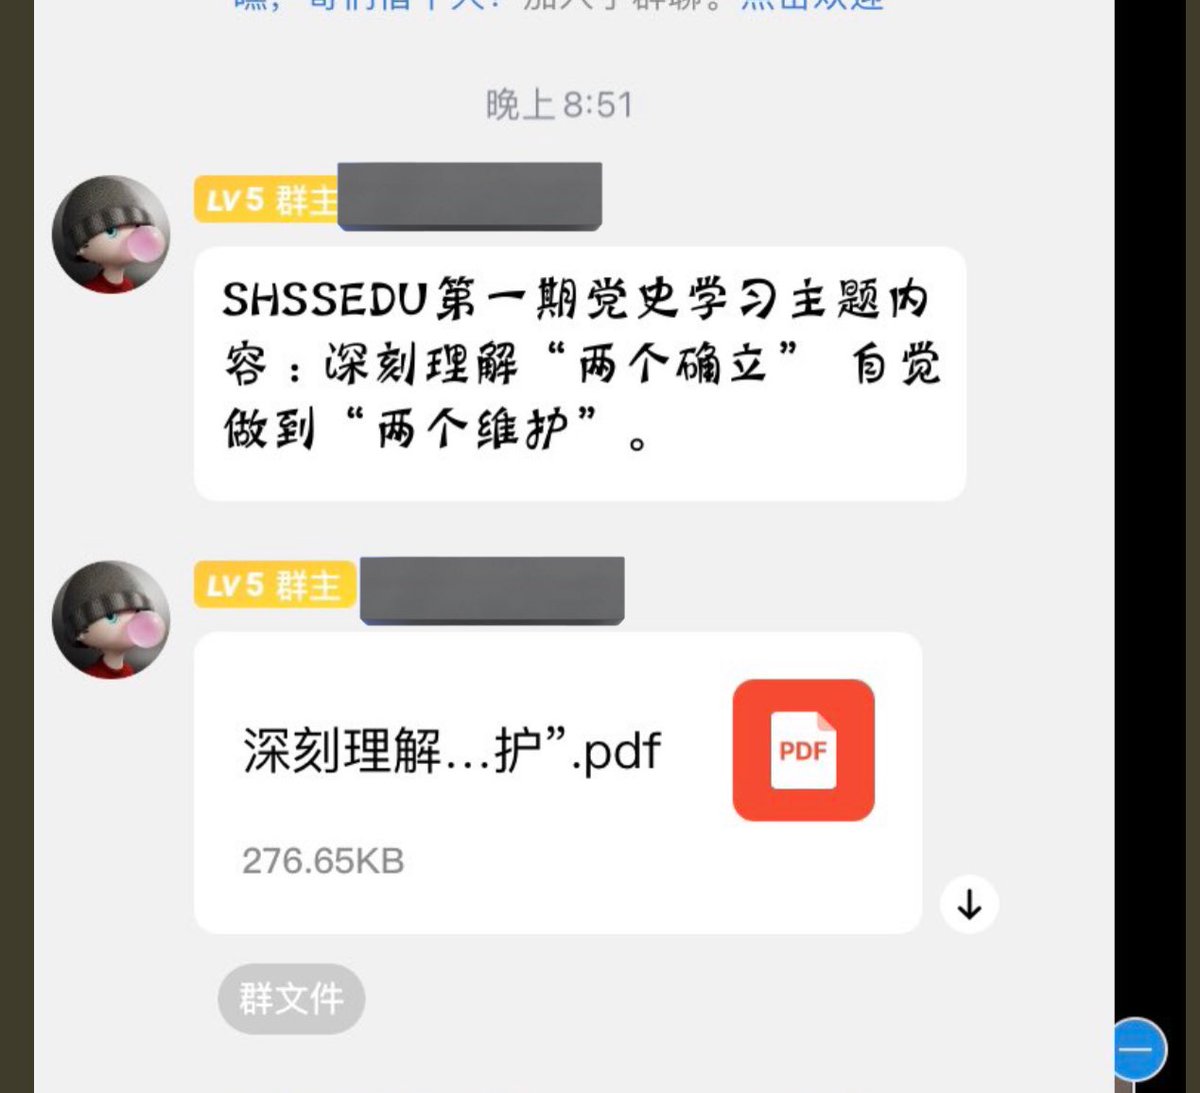 晚上 8:51
LV5 群主
SHSSEDU第一期党史学习主题内
容：深刻理解“两个确立” 自觉
做到“两个维护”。
LV5 群主
深刻理解...护”.pdf
PDF
276.65KB
群文件